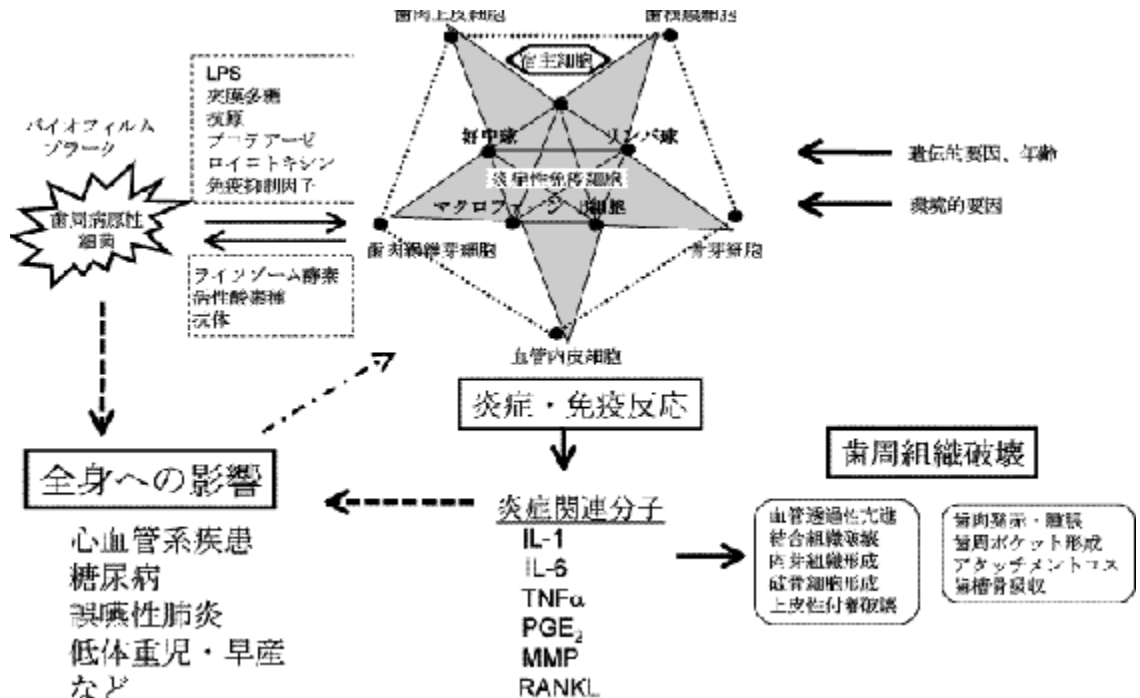 歯肉上皮細胞
歯根膜細胞
宿主細胞
LPS
夾膜多糖
抗原
プロテアーゼ
ロイコトキシン
免疫抑制因子
バイオフィルム
プラーク
歯周病原性
細菌
好中球
リンパ球
炎症性免疫細胞
マクロファージ
細胞
歯肉線維芽細胞
骨芽細胞
血管内皮細胞
遺伝的要因、年齢
環境的要因
ライソゾーム酵素
活性酸素種
抗体
炎症・免疫反応
全身への影響
心血管系疾患
糖尿病
誤嚥性肺炎
低体重児・早産
など
炎症関連分子
IL-1
IL-6
TNFα
PGE₂
MMP
RANKL
歯周組織破壊
血管透過性亢進
結合組織破壊
肉芽組織形成
破骨細胞形成
上皮性付着破壊
歯肉発赤・腫脹
歯周ポケット形成
アタッチメントロス
歯槽骨吸収